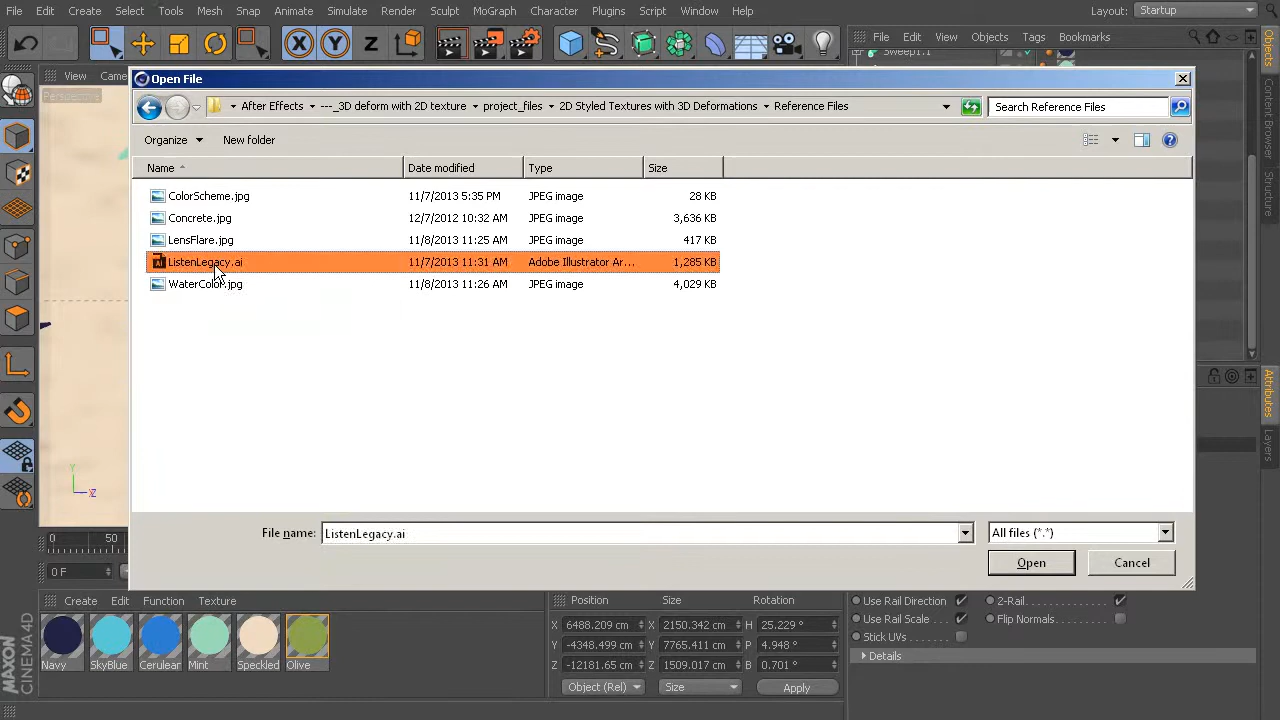 File Edit Create Select Tools Mesh Snap Animate Simulate Render Sculpt MoGraph Character Plugins Script Window Help Layout: Startup
X Y Z File Edit View Objects Tags Bookmarks
Sweep1.1
View Came
Perspective
Open File
After Effects ---_3D deform with 2D texture project_files 2D Styled Textures with 3D Deformations Reference Files Search Reference Files
Organize New folder
Name Date modified Type Size
ColorScheme.jpg 11/7/2013 5:35 PM JPEG image 28 KB
Concrete.jpg 12/7/2012 10:32 AM JPEG image 3,636 KB
LensFlare.jpg 11/8/2013 11:25 AM JPEG image 417 KB
Ai ListenLegacy.ai 11/7/2013 11:31 AM Adobe Illustrator Ar... 1,285 KB
WaterColor.jpg 11/8/2013 11:26 AM JPEG image 4,029 KB
File name: ListenLegacy.ai All files (*.*)
Open Cancel
Objects
Content Browser
Structure
Attributes
Layers
Y
XZ
0 50
0 F
Create Edit Function Texture
Navy SkyBlue Cerulear Mint Speckled Olive
Position Size Rotation
X 6488.209 cm X 2150.342 cm H 25.229 °
Y -4348.499 cm Y 7765.411 cm P 4.948 °
Z -12181.65 cm Z 1509.017 cm B 0.701 °
Object (Rel) Size Apply
Use Rail Direction 2-Rail
Use Rail Scale Flip Normals
Stick UVs
Details
MAXON
CINEMA4D